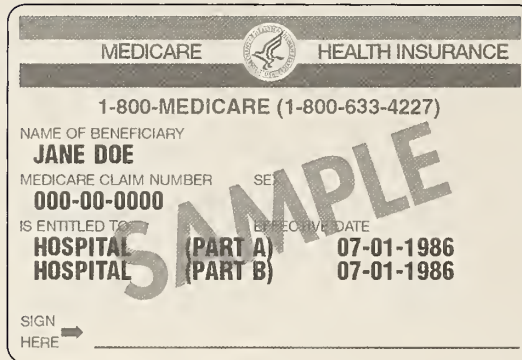 MEDICARE HEALTH INSURANCE
1-800-MEDICARE (1-800-633-4227)
NAME OF BENEFICIARY
JANE DOE
MEDICARE CLAIM NUMBER SEX
000-00-0000
IS ENTITLED TO EFFECTIVE DATE
HOSPITAL (PART A) 07-01-1986
HOSPITAL (PART B) 07-01-1986
SAMPLE
SIGN
HERE